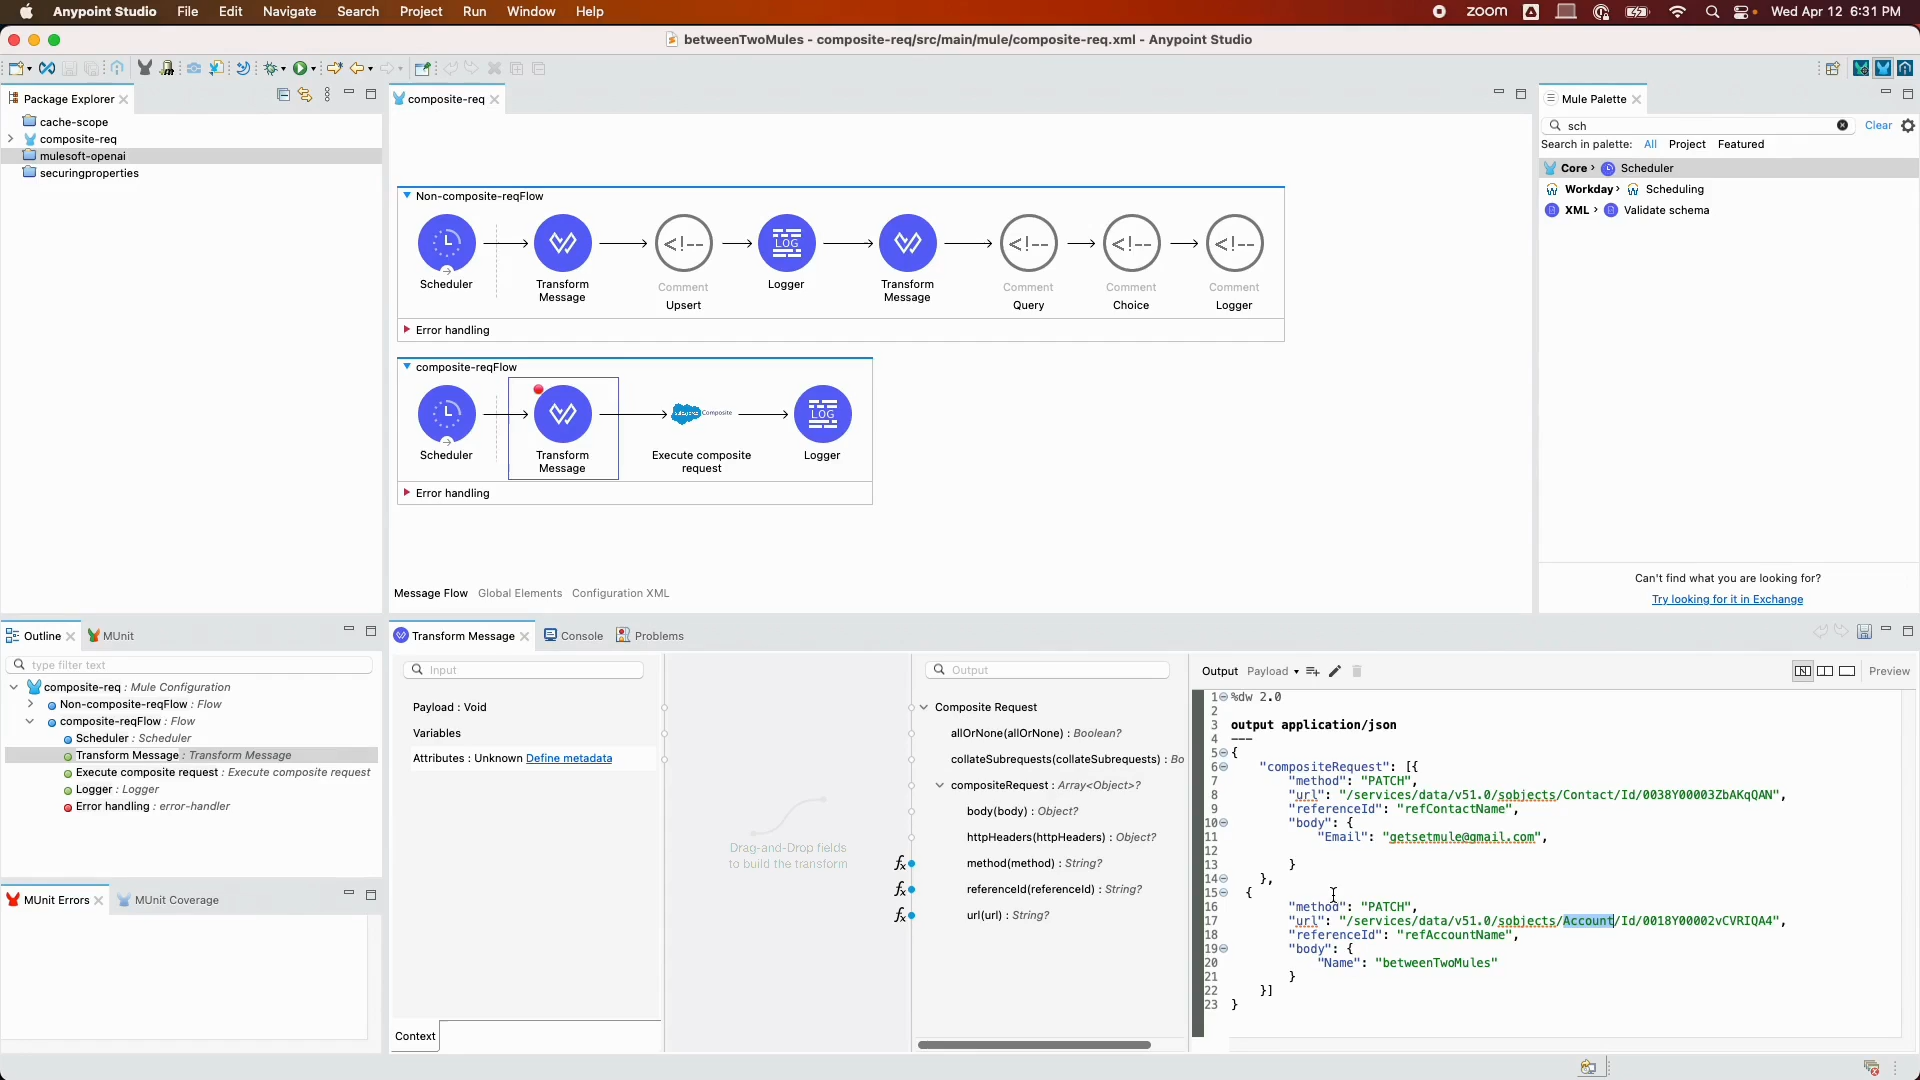 Anypoint Studio File Edit Navigate Search Project Run Window Help zoom Wed Apr 12 6:31 PM
betweenTwoMules - composite-req/src/main/mule/composite-req.xml - Anypoint Studio
Package Explorer
cache-scope
composite-req
mulesoft-openai
securingproperties
composite-req
Non-composite-reqFlow
Scheduler
Transform Message
<!--
Comment
Upsert
LOG
Logger
Transform Message
<!--
Comment
Query
<!--
Comment
Choice
<!--
Comment
Logger
Error handling
composite-reqFlow
Scheduler
Transform Message
salesforce Composite
Execute composite request
LOG
Logger
Error handling
Message Flow Global Elements Configuration XML
Mule Palette
sch
Clear
Search in palette: All Project Featured
Core > Scheduler
Workday > Scheduling
XML > Validate schema
Can't find what you are looking for?
Try looking for it in Exchange
Outline MUnit
type filter text
composite-req : Mule Configuration
Non-composite-reqFlow : Flow
composite-reqFlow : Flow
Scheduler : Scheduler
Transform Message : Transform Message
Execute composite request : Execute composite request
Logger : Logger
Error handling : error-handler
MUnit Errors MUnit Coverage
Transform Message Console Problems
Input
Payload : Void
Variables
Attributes : Unknown Define metadata
Context
Drag-and-Drop fields
to build the transform
Output
Composite Request
allOrNone(allOrNone) : Boolean?
collateSubrequests(collateSubrequests) : Bo
compositeRequest : Array<Object>?
body(body) : Object?
httpHeaders(httpHeaders) : Object?
fx method(method) : String?
fx referenceId(referenceId) : String?
fx url(url) : String?
Output Payload Preview
1 %dw 2.0
2
3 output application/json
4 ---
5 {
6 "compositeRequest": [{
7 "method": "PATCH",
8 "url": "/services/data/v51.0/sobjects/Contact/Id/0038Y00003ZbAKqQAN",
9 "referenceId": "refContactName",
10 "body": {
11 "Email": "getsetmule@gmail.com",
12
13 }
14 },
15 {
16 "method": "PATCH",
17 "url": "/services/data/v51.0/sobjects/Account/Id/0018Y00002vCVRIQA4",
18 "referenceId": "refAccountName",
19 "body": {
20 "Name": "betweenTwoMules"
21 }
22 }]
23 }